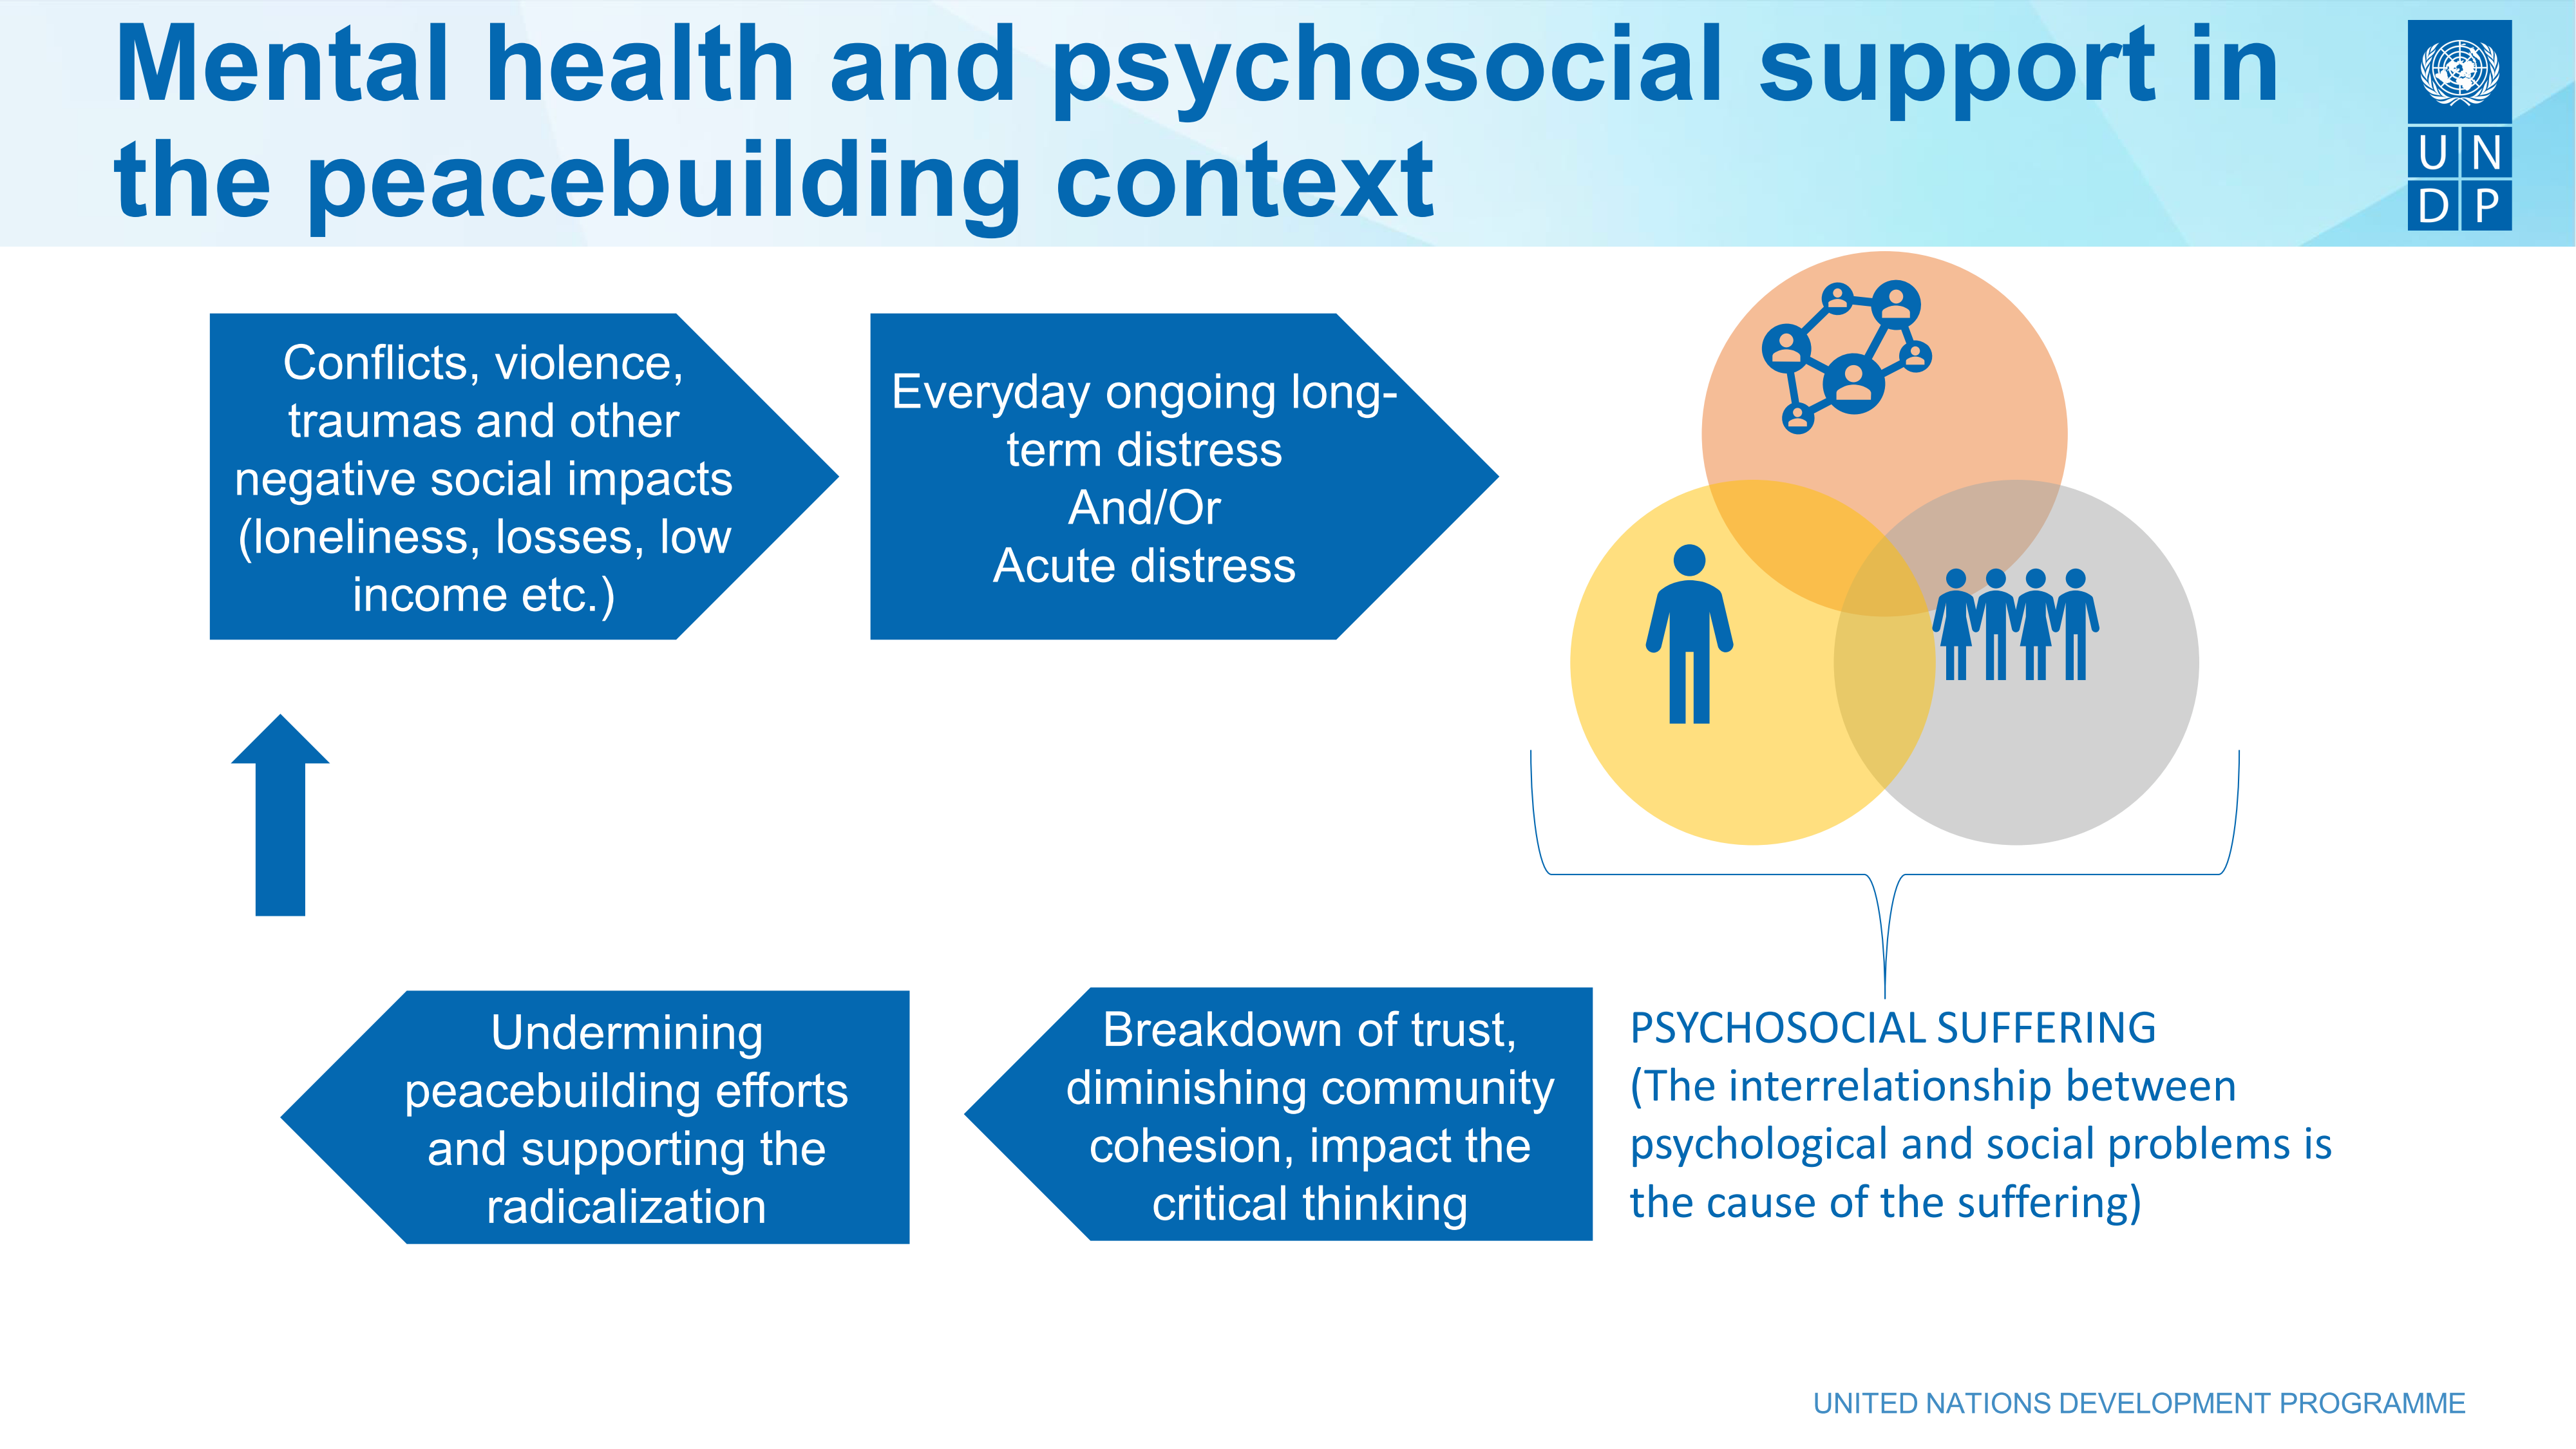 Mental health and psychosocial support in
the peacebuilding context
U N
D P
Conflicts, violence,
traumas and other
negative social impacts
(loneliness, losses, low
income etc.)
Everyday ongoing long-
term distress
And/Or
Acute distress
Undermining
peacebuilding efforts
and supporting the
radicalization
Breakdown of trust,
diminishing community
cohesion, impact the
critical thinking
PSYCHOSOCIAL SUFFERING
(The interrelationship between
psychological and social problems is
the cause of the suffering)
UNITED NATIONS DEVELOPMENT PROGRAMME